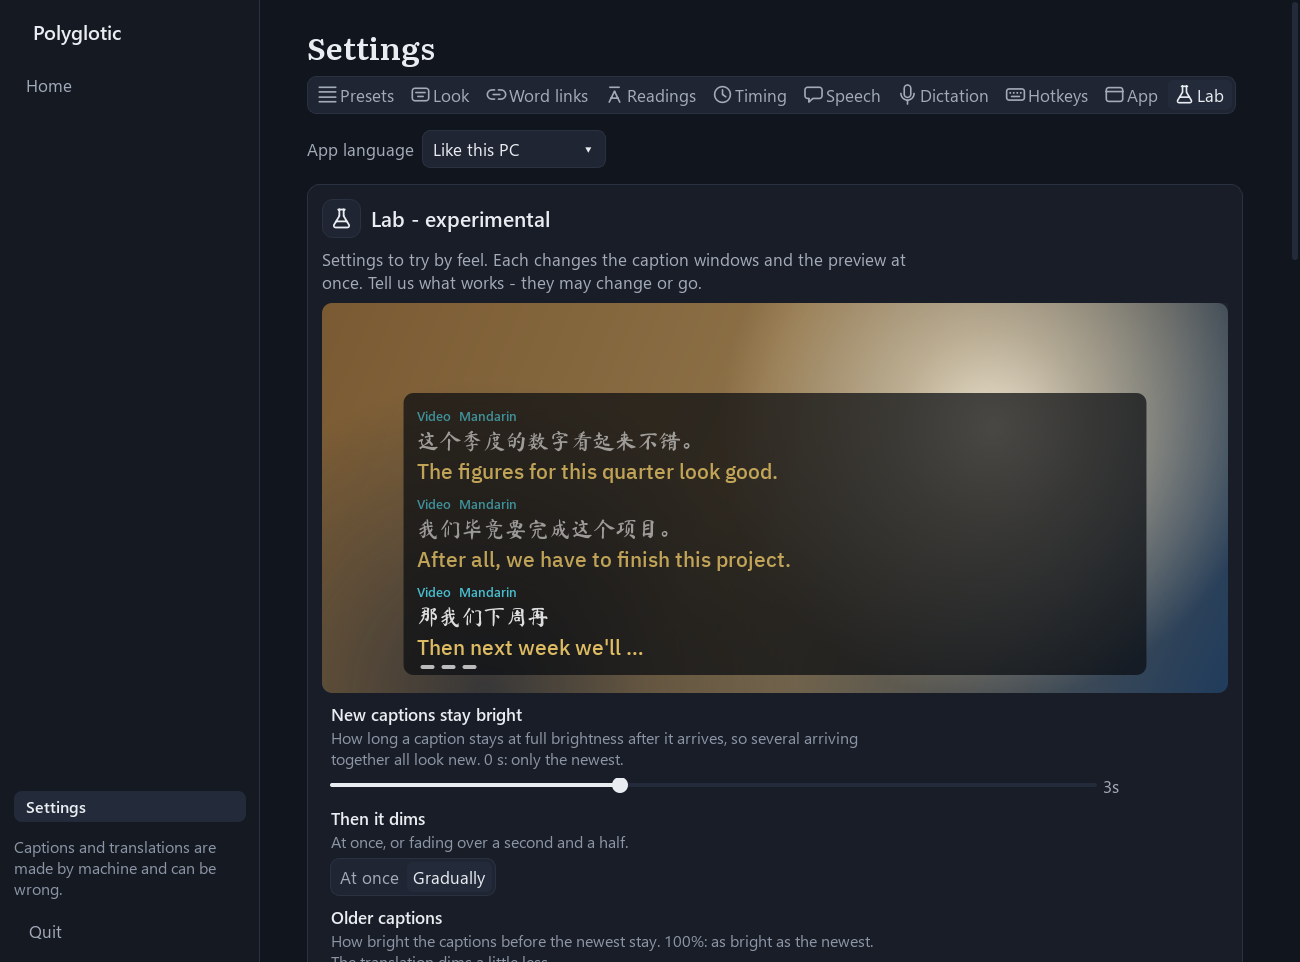 Polyglotic
Home
Settings
Presets Look Word links Readings Timing Speech Dictation Hotkeys App Lab
App language Like this PC
Lab - experimental
Settings to try by feel. Each changes the caption windows and the preview at
once. Tell us what works - they may change or go.
Video Mandarin
这个季度的数字看起来不错。
The figures for this quarter look good.
Video Mandarin
我们毕竟要完成这个项目。
After all, we have to finish this project.
Video Mandarin
那我们下周再
Then next week we'll ...
New captions stay bright
How long a caption stays at full brightness after it arrives, so several arriving
together all look new. 0 s: only the newest.
3s
Then it dims
At once, or fading over a second and a half.
At once Gradually
Older captions
How bright the captions before the newest stay. 100%: as bright as the newest.
The translation dims a little less.
Settings
Captions and translations are
made by machine and can be
wrong.
Quit